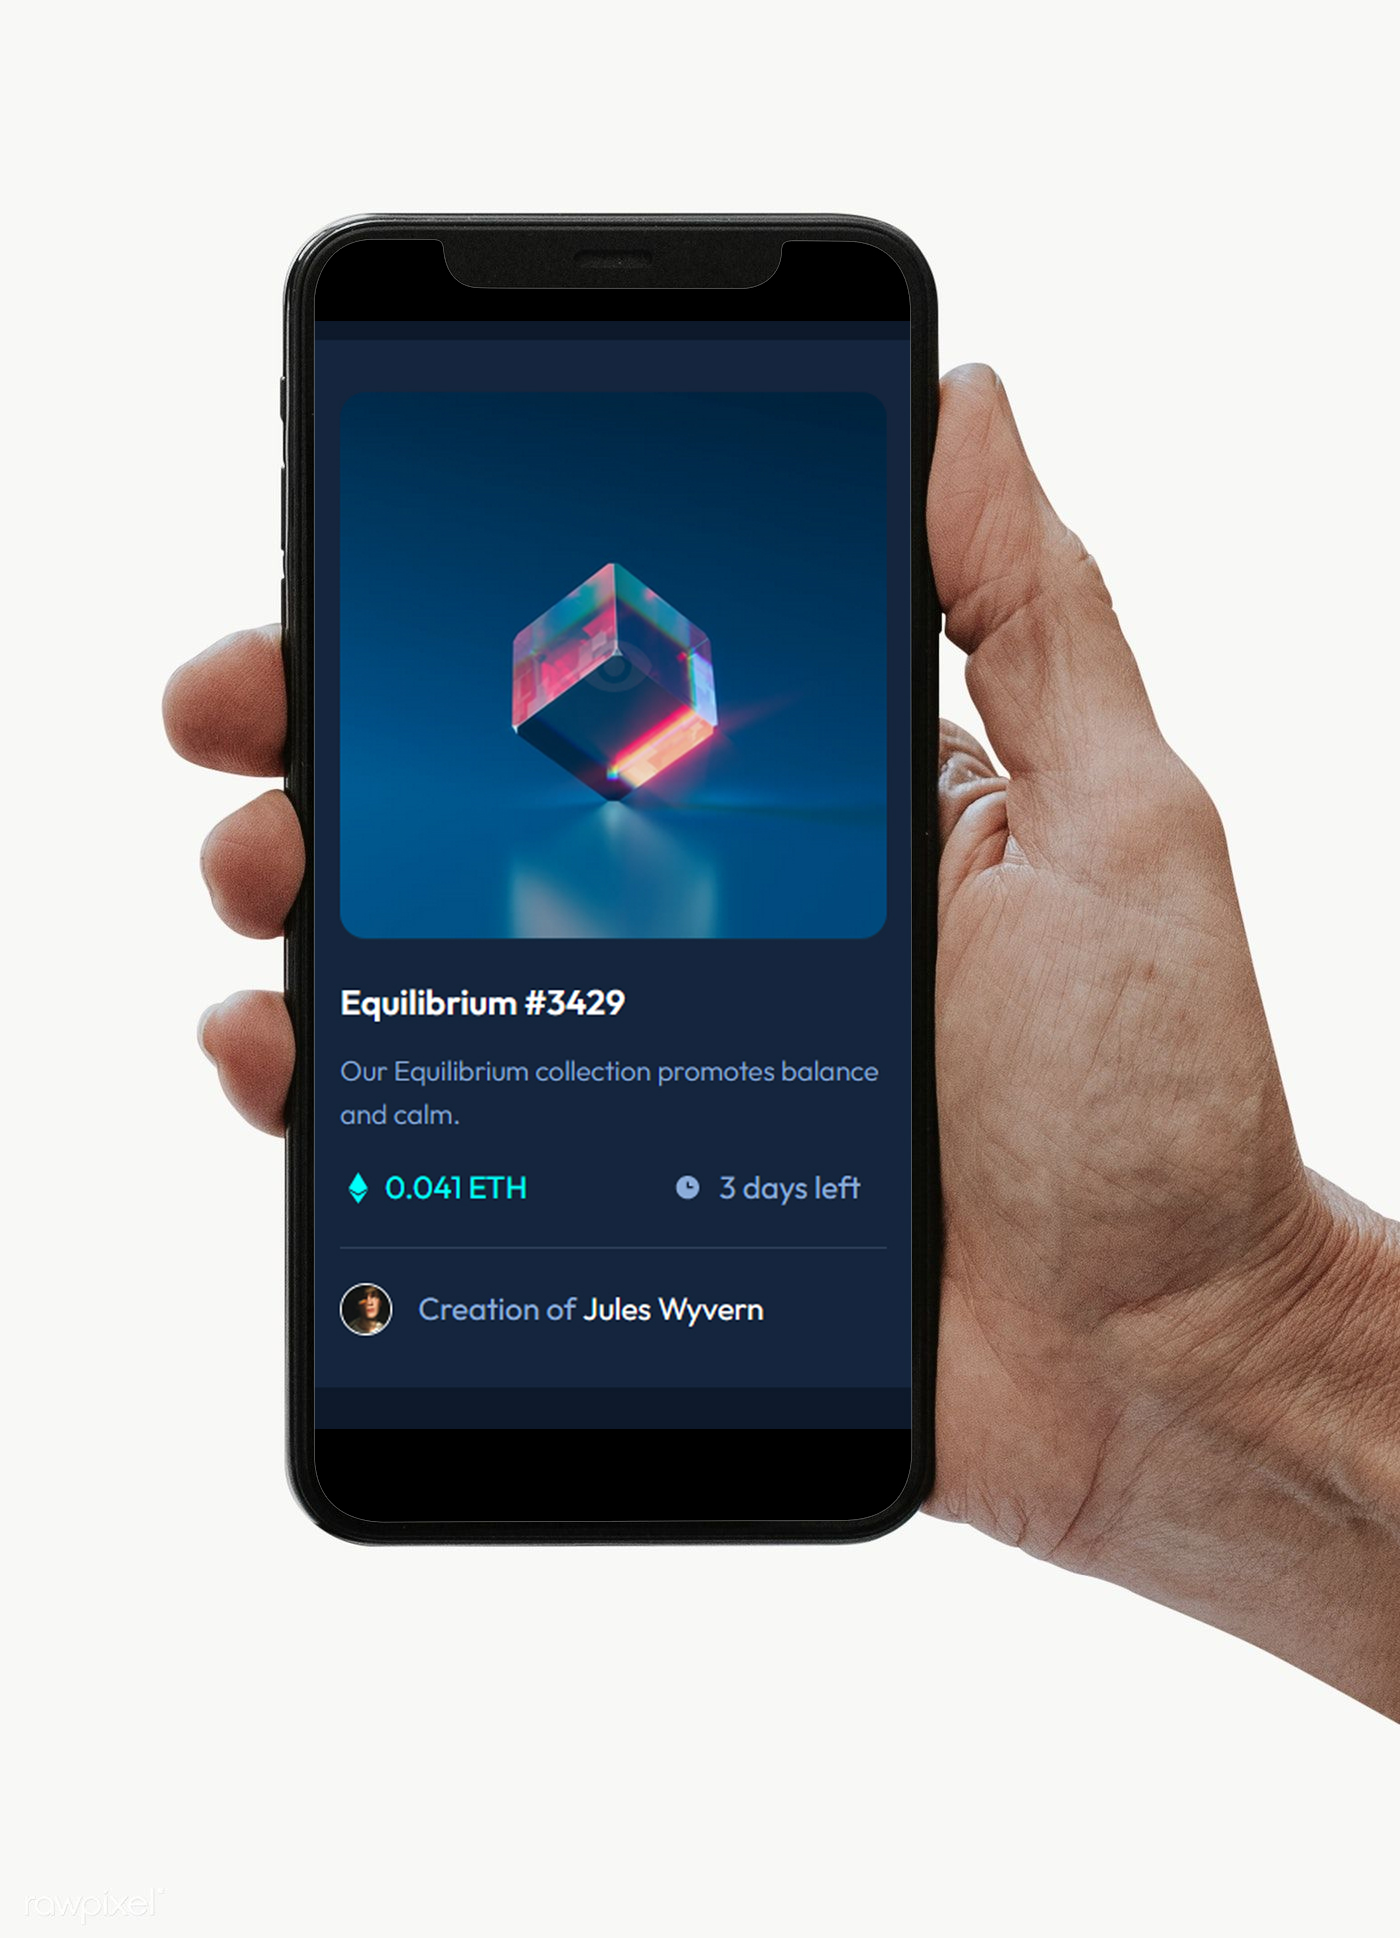 Equilibrium #3429
Our Equilibrium collection promotes balance
and calm.
0.041 ETH
3 days left
Creation of Jules Wyvern
rawpixel